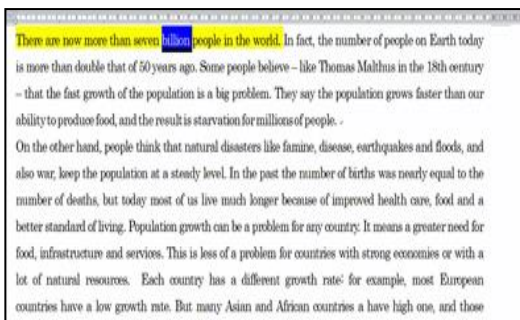 There are now more than seven billion people in the world. In fact, the number of people on Earth today
is more than double that of 50 years ago. Some people believe – like Thomas Malthus in the 18th century
– that the fast growth of the population is a big problem. They say the population grows faster than our
ability to produce food, and the result is starvation for millions of people. .
On the other hand, people think that natural disasters like famine, disease, earthquakes and floods, and
also war, keep the population at a steady level. In the past the number of births was nearly equal to the
number of deaths, but today most of us live much longer because of improved health care, food and a
better standard of living. Population growth can be a problem for any country. It means a greater need for
food, infrastructure and services. This is less of a problem for countries with strong economies or with a
lot of natural resources. Each country has a different growth rate: for example, most European
countries have a low growth rate. But many Asian and African countries a have high one, and those